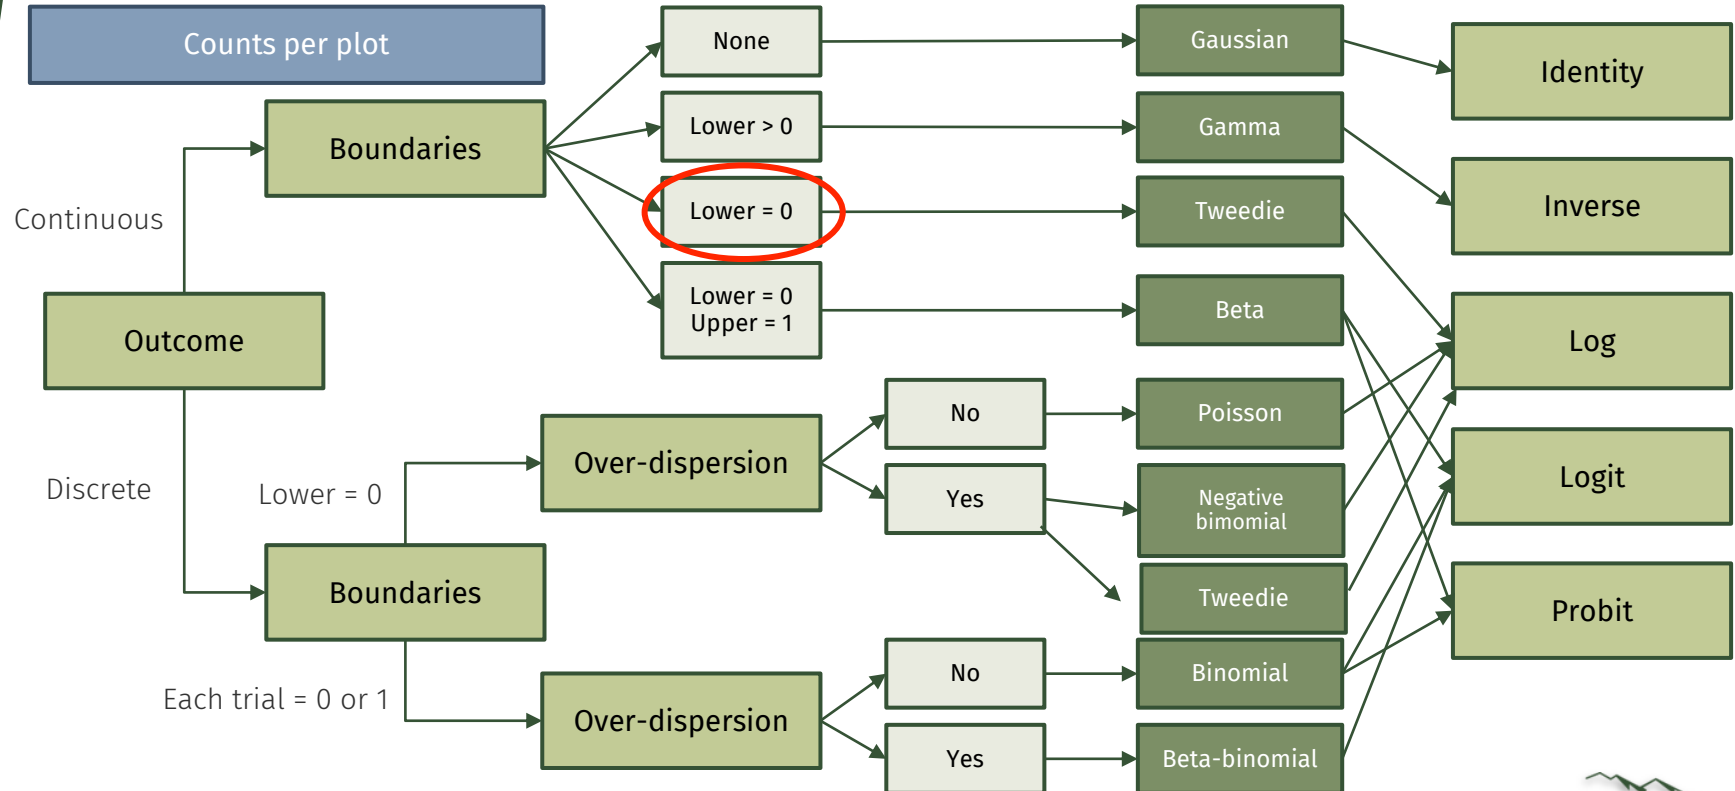 Counts per plot
None
Gaussian
Identity
Boundaries
Lower > 0
Gamma
Continuous
Lower = 0
Tweedie
Inverse
Lower = 0
Upper = 1
Beta
Outcome
Log
No
Poisson
Over-dispersion
Discrete
Lower = 0
Yes
Negative
bimomial
Logit
Boundaries
Tweedie
Probit
No
Binomial
Each trial = 0 or 1
Over-dispersion
Yes
Beta-binomial